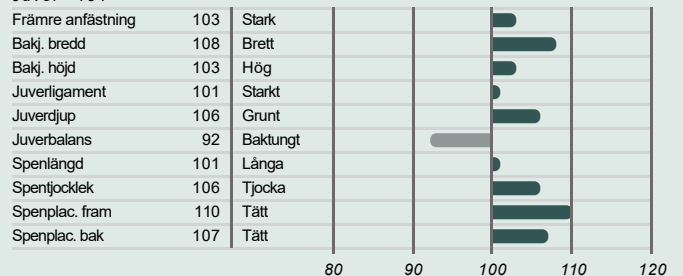 Främre anfästning 103 Stark
Bakj. bredd 108 Brett
Bakj. höjd 103 Hög
Juverligament 101 Starkt
Juverdjup 106 Grunt
Juverbalans 92 Baktungt
Spenlängd 101 Långa
Spentjocklek 106 Tjocka
Spenplac. fram 110 Tätt
Spenplac. bak 107 Tätt
80 90 100 110 120